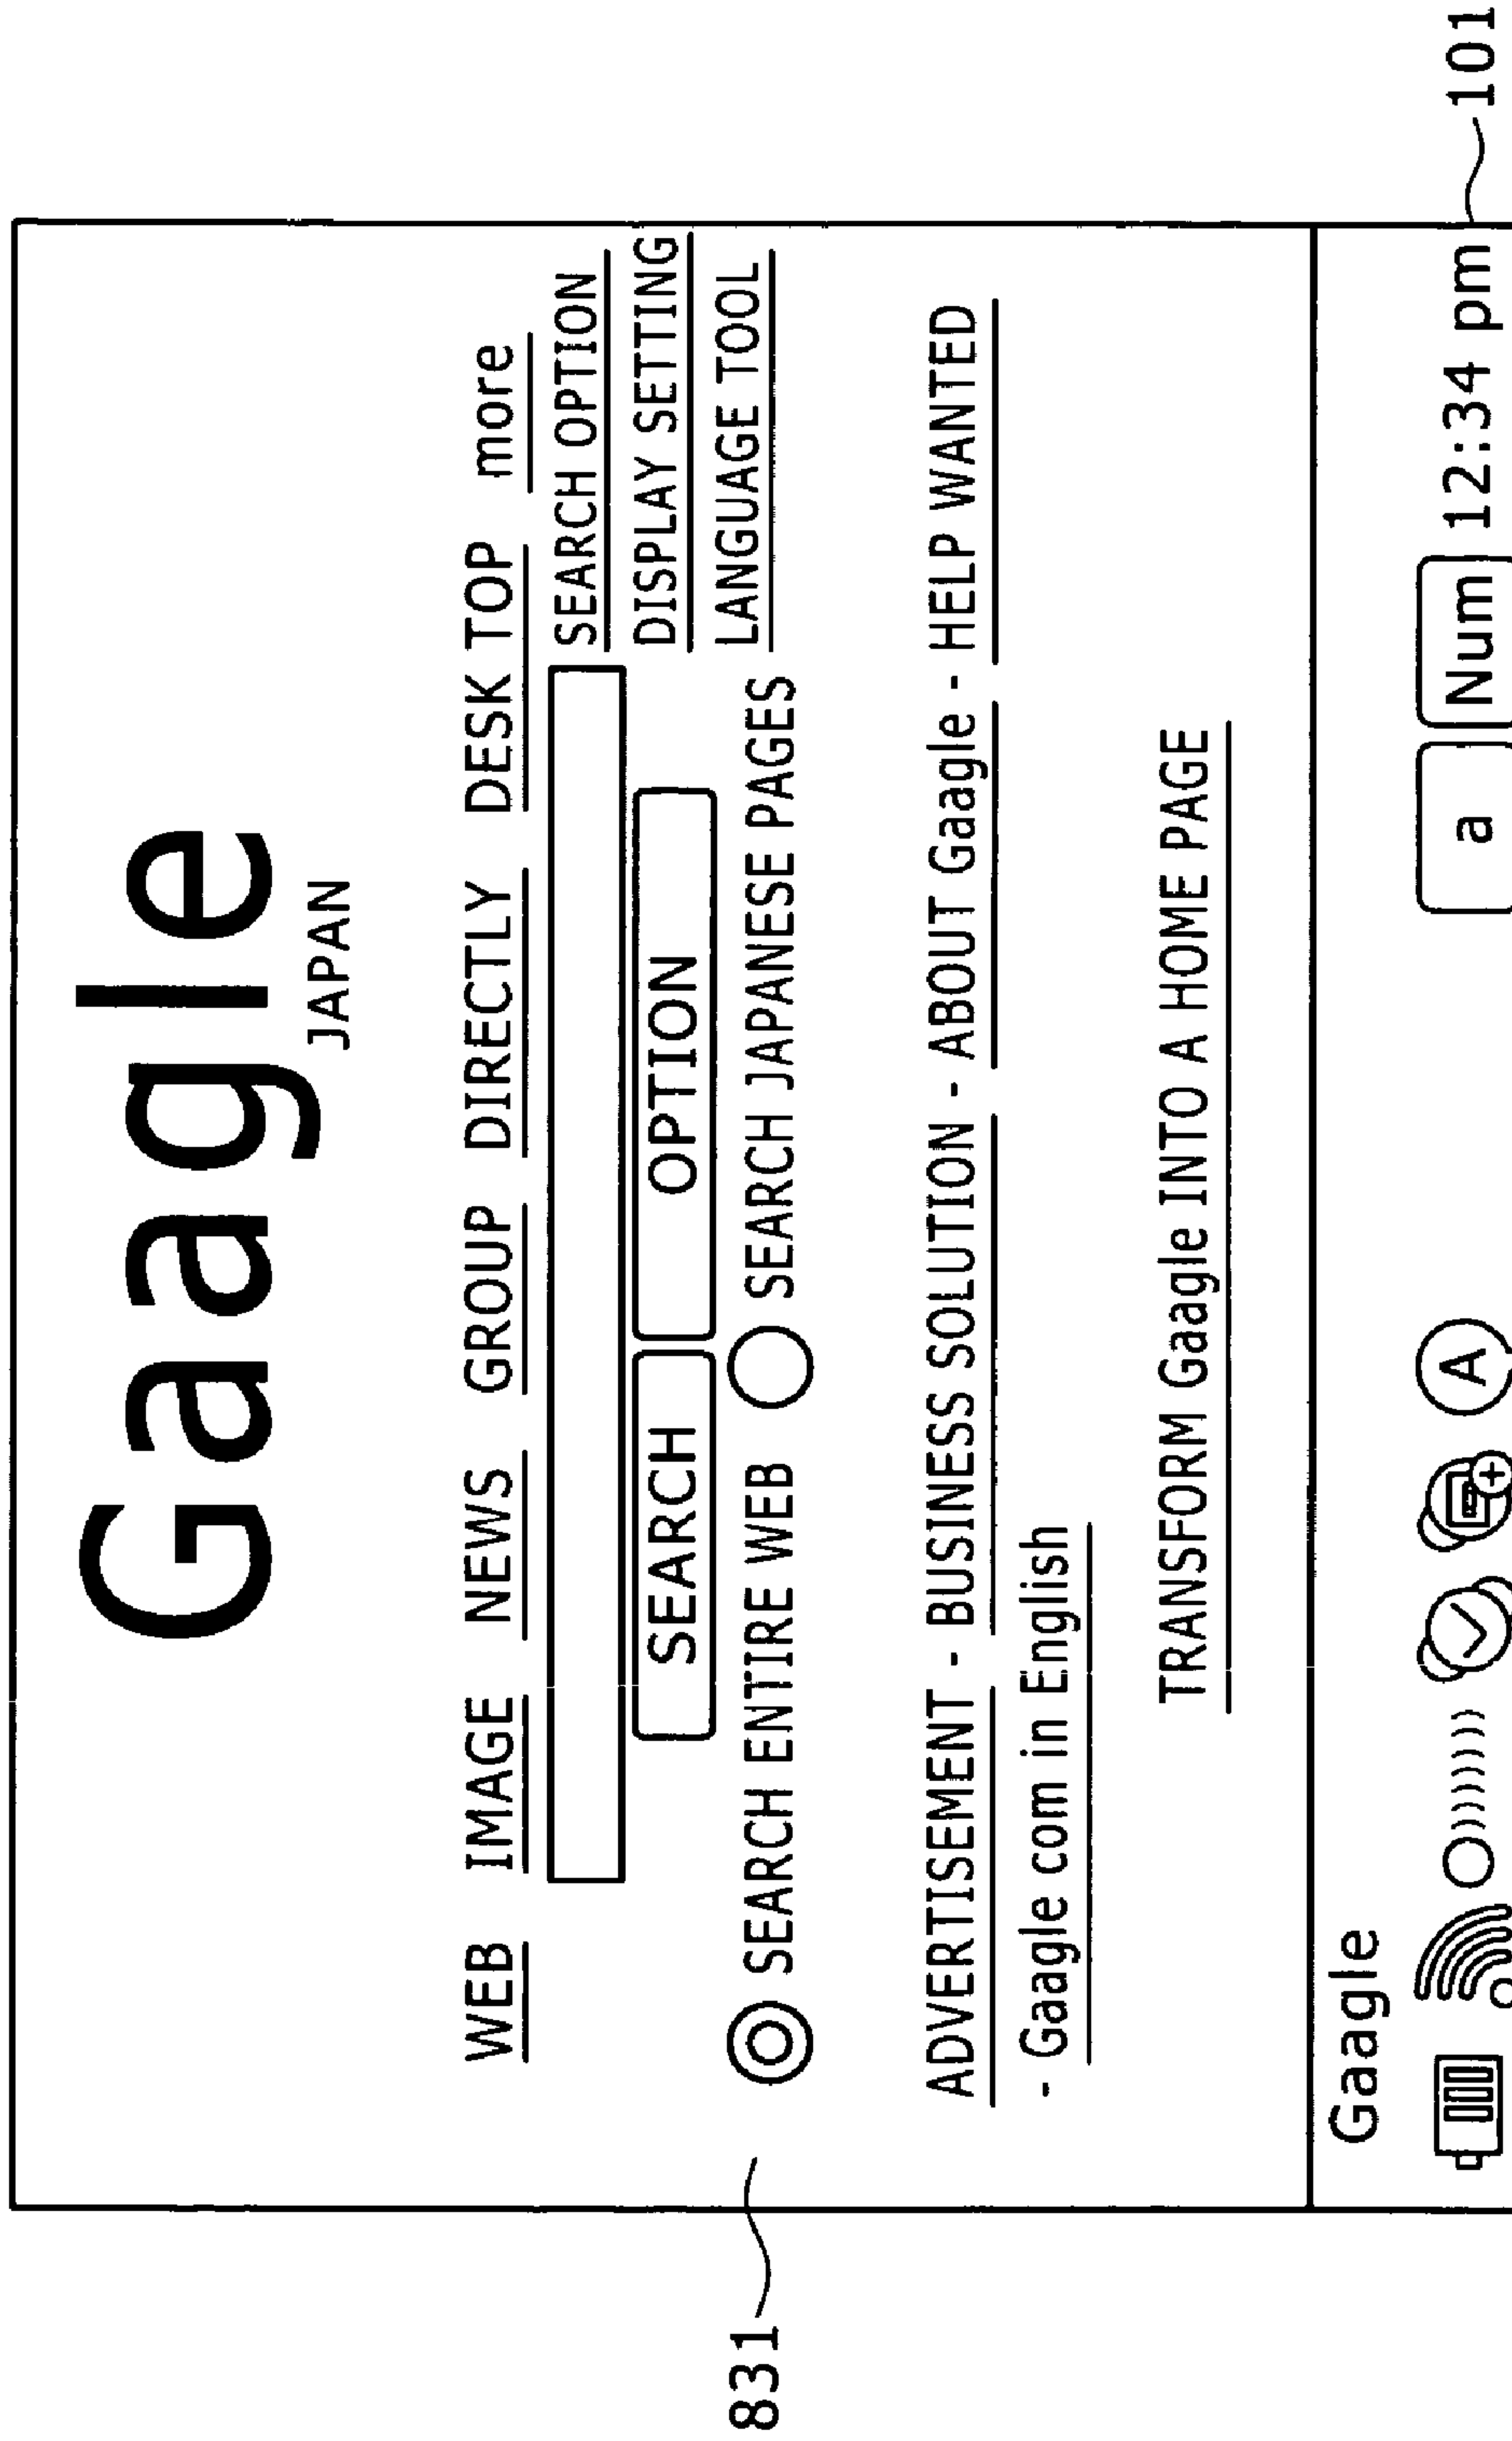 Gaagle
JAPAN
WEB IMAGE NEWS GROUP DIRECTLY DESK TOP more
SEARCH OPTION
SEARCH OPTION
DISPLAY SETTING
LANGUAGE TOOL
SEARCH ENTIRE WEB SEARCH JAPANESE PAGES
831
ADVERTISEMENT - BUSINESS SOLUTION - ABOUT Gaagle - HELP WANTED
- Gaagle com in English
TRANSFORM Gaagle INTO A HOME PAGE
Gaagle
A a Num 12:34 pm
101